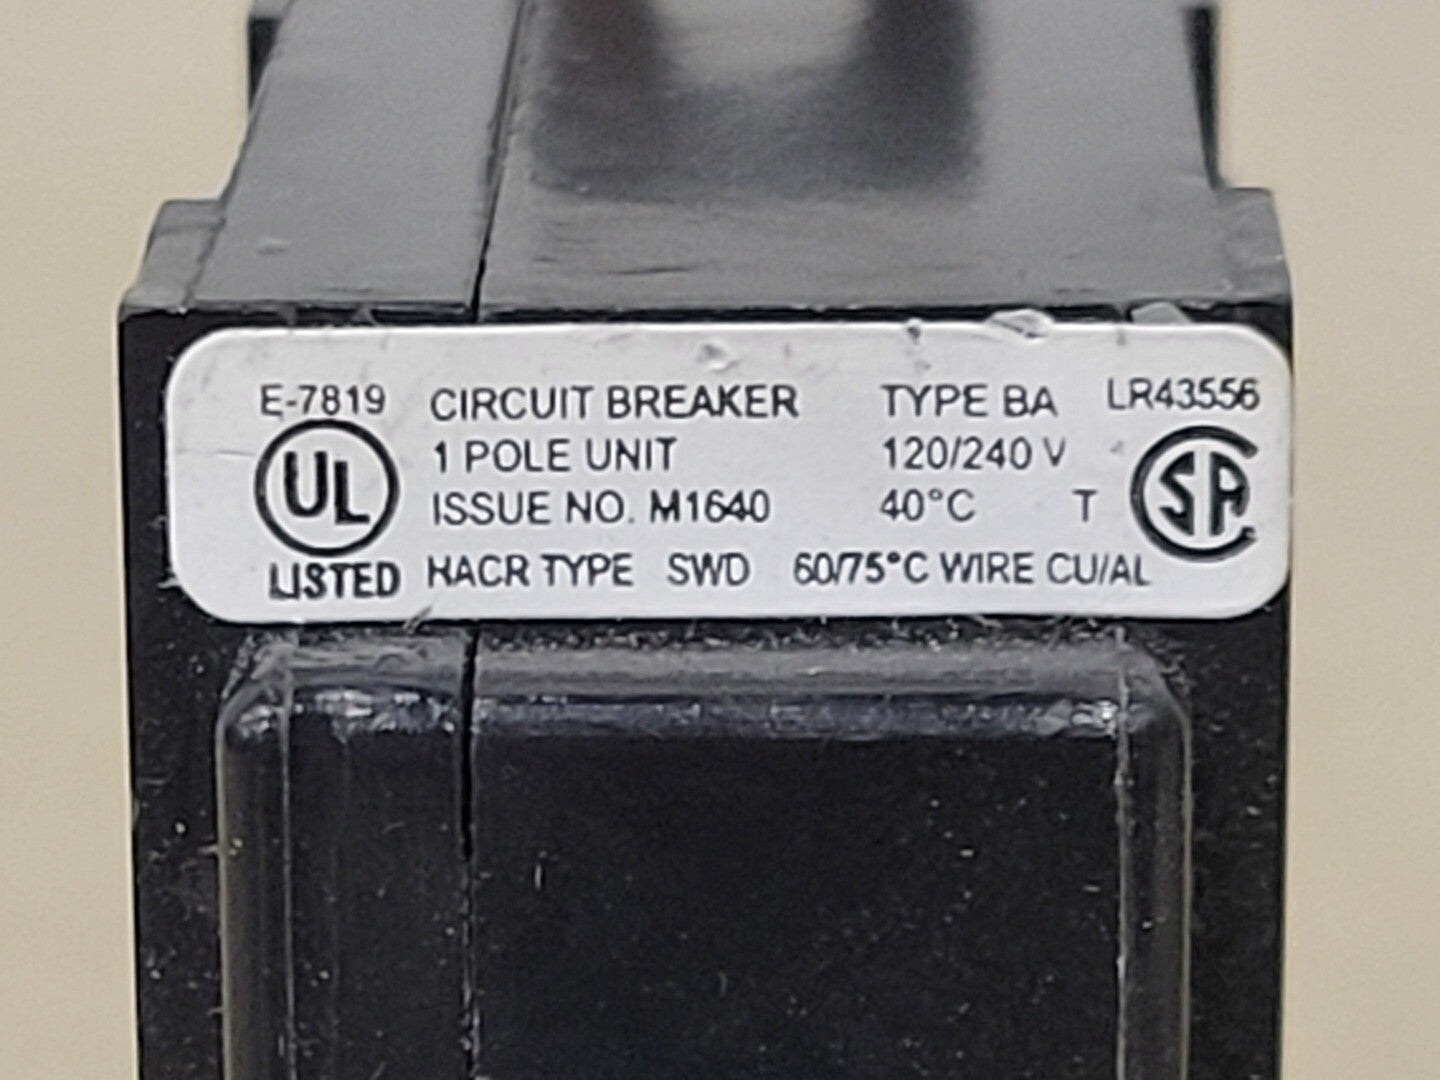 E-7819 CIRCUIT BREAKER TYPE BA LR43556
1 POLE UNIT 120/240 V
UL ISSUE NO. M1640 40°C T SA
LISTED HACR TYPE SWD 60/75°C WIRE CU/AL